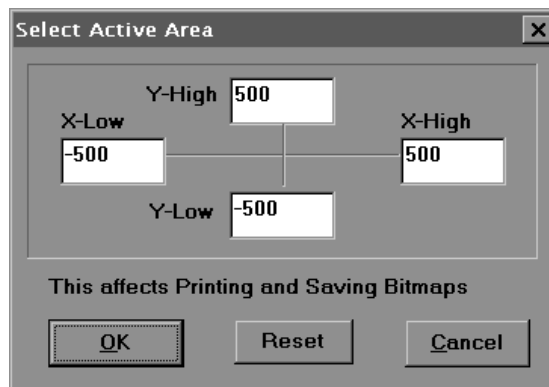 Select Active Area
Y-High 500
X-Low X-High
-500 500
Y-Low -500
This affects Printing and Saving Bitmaps
OK Reset Cancel